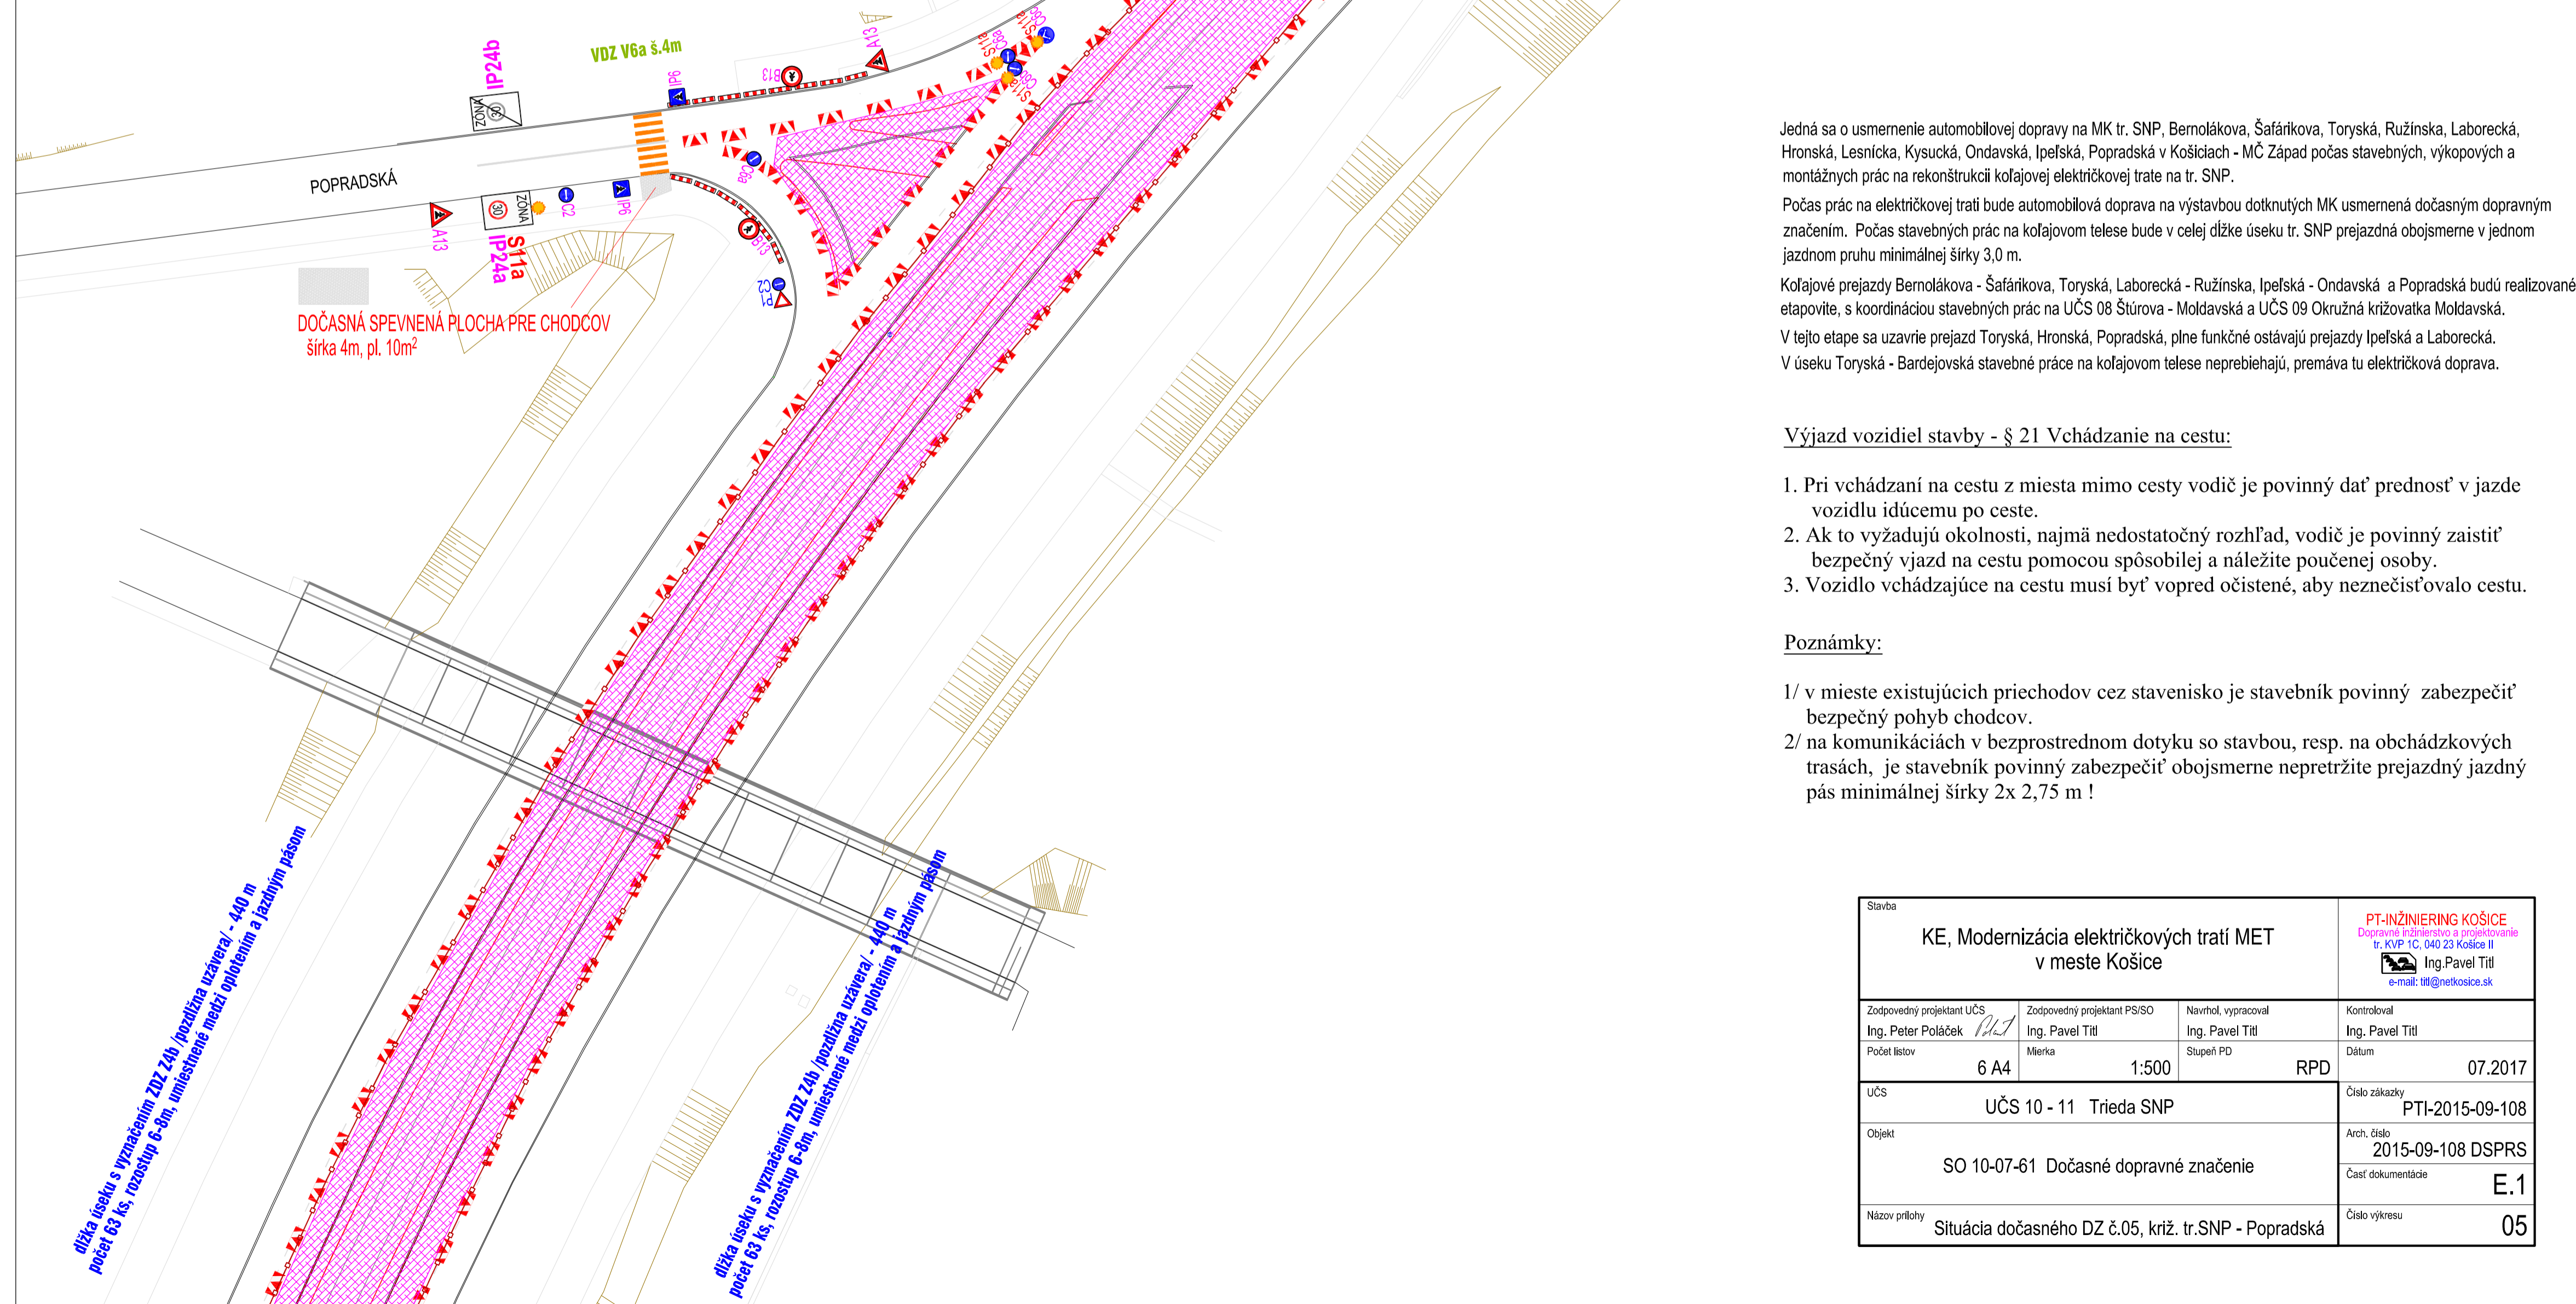 IP24b
ZÓNA
30
VDZ V6a š.4m
IP6
B13
A13
S11a
C6c
S11a
C6a
C6b
S11a
POPRADSKÁ
C6a
A13
30
ZÓNA
IP24a
S11a
C2
IP6
B13
C2
P1
DOČASNÁ SPEVNENÁ PLOCHA PRE CHODCOV
šírka 4m, pl. 10m²
dĺžka úseku s vyznačením ZDZ Z4b /pozdĺžna uzávera/ - 440 m
počet 63 ks, rozostup 6-8m, umiestnené medzi oplotením a jazdným pásom
dĺžka úseku s vyznačením ZDZ Z4b /pozdĺžna uzávera/ - 440 m
počet 63 ks, rozostup 6-8m, umiestnené medzi oplotením a jazdným pásom
Jedná sa o usmernenie automobilovej dopravy na MK tr. SNP, Bernolákova, Šafárikova, Toryská, Ružínska, Laborecká,
Hronská, Lesnícka, Kysucká, Ondavská, Ipeľská, Popradská v Košiciach - MČ Západ počas stavebných, výkopových a
montážnych prác na rekonštrukcii koľajovej električkovej trate na tr. SNP.
Počas prác na električkovej trati bude automobilová doprava na výstavbou dotknutých MK usmernená dočasným dopravným
značením. Počas stavebných prác na koľajovom telese bude v celej dĺžke úseku tr. SNP prejazdná obojsmerne v jednom
jazdnom pruhu minimálnej šírky 3,0 m.
Koľajové prejazdy Bernolákova - Šafárikova, Toryská, Laborecká - Ružínska, Ipeľská - Ondavská a Popradská budú realizované
etapovite, s koordináciou stavebných prác na UČS 08 Štúrova - Moldavská a UČS 09 Okružná križovatka Moldavská.
V tejto etape sa uzavrie prejazd Toryská, Hronská, Popradská, plne funkčné ostávajú prejazdy Ipeľská a Laborecká.
V úseku Toryská - Bardejovská stavebné práce na koľajovom telese neprebiehajú, premáva tu električková doprava.
Výjazd vozidiel stavby - § 21 Vchádzanie na cestu:
1. Pri vchádzaní na cestu z miesta mimo cesty vodič je povinný dať prednosť v jazde
vozidlu idúcemu po ceste.
2. Ak to vyžadujú okolnosti, najmä nedostatočný rozhľad, vodič je povinný zaistiť
bezpečný vjazd na cestu pomocou spôsobilej a náležite poučenej osoby.
3. Vozidlo vchádzajúce na cestu musí byť vopred očistené, aby neznečisťovalo cestu.
Poznámky:
1/ v mieste existujúcich priechodov cez stavenisko je stavebník povinný zabezpečiť
bezpečný pohyb chodcov.
2/ na komunikáciách v bezprostrednom dotyku so stavbou, resp. na obchádzkových
trasách, je stavebník povinný zabezpečiť obojsmerne nepretržite prejazdný jazdný
pás minimálnej šírky 2x 2,75 m !
Stavba
KE, Modernizácia električkových tratí MET
v meste Košice
PT-INŽINIERING KOŠICE
Dopravné inžinierstvo a projektovanie
tr. KVP 1C, 040 23 Košice II
Ing.Pavel Titl
e-mail: titl@netkosice.sk
Zodpovedný projektant UČS
Ing. Peter Poláček
Zodpovedný projektant PS/SO
Ing. Pavel Titl
Navrhol, vypracoval
Ing. Pavel Titl
Kontroloval
Ing. Pavel Titl
Počet listov
6 A4
Mierka
1:500
Stupeň PD
RPD
Dátum
07.2017
UČS
UČS 10 - 11 Trieda SNP
Číslo zákazky
PTI-2015-09-108
Objekt
SO 10-07-61 Dočasné dopravné značenie
Arch. číslo
2015-09-108 DSPRS
Časť dokumentácie
E.1
Názov prílohy
Situácia dočasného DZ č.05, križ. tr.SNP - Popradská
Číslo výkresu
05